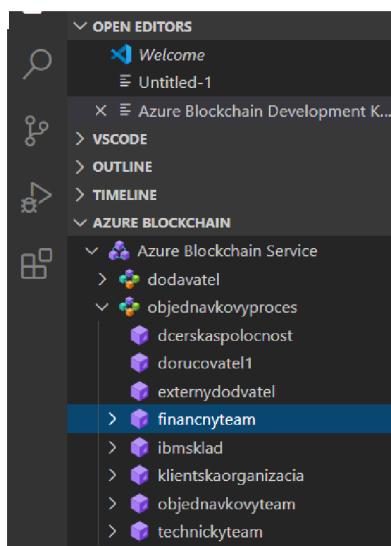 OPEN EDITORS
Welcome
Untitled-1
Azure Blockchain Development K...
VSCODE
OUTLINE
TIMELINE
AZURE BLOCKCHAIN
Azure Blockchain Service
dodavatel
objednavkovyproces
dcerskaspolocnost
dorucovatel1
externydodvatel
financnyteam
ibmsklad
klientskaorganizacia
objednavkovyteam
technickyteam